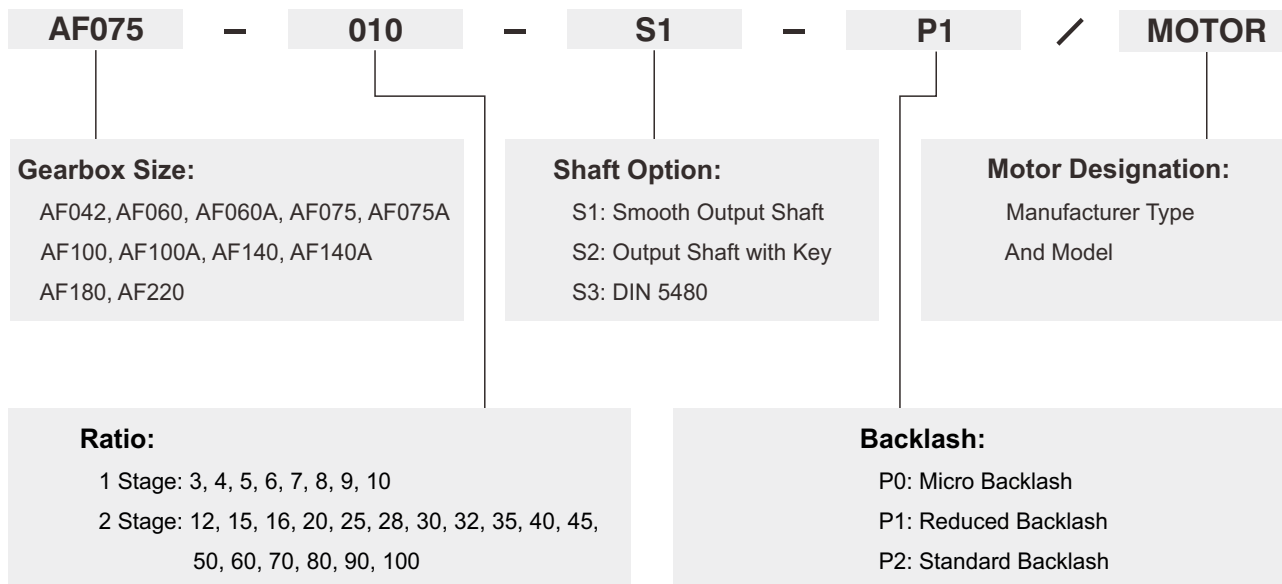 AF075 – 010 – S1 – P1 / MOTOR
Gearbox Size:
AF042, AF060, AF060A, AF075, AF075A
AF100, AF100A, AF140, AF140A
AF180, AF220
Shaft Option:
S1: Smooth Output Shaft
S2: Output Shaft with Key
S3: DIN 5480
Motor Designation:
Manufacturer Type
And Model
Ratio:
1 Stage: 3, 4, 5, 6, 7, 8, 9, 10
2 Stage: 12, 15, 16, 20, 25, 28, 30, 32, 35, 40, 45,
50, 60, 70, 80, 90, 100
Backlash:
P0: Micro Backlash
P1: Reduced Backlash
P2: Standard Backlash